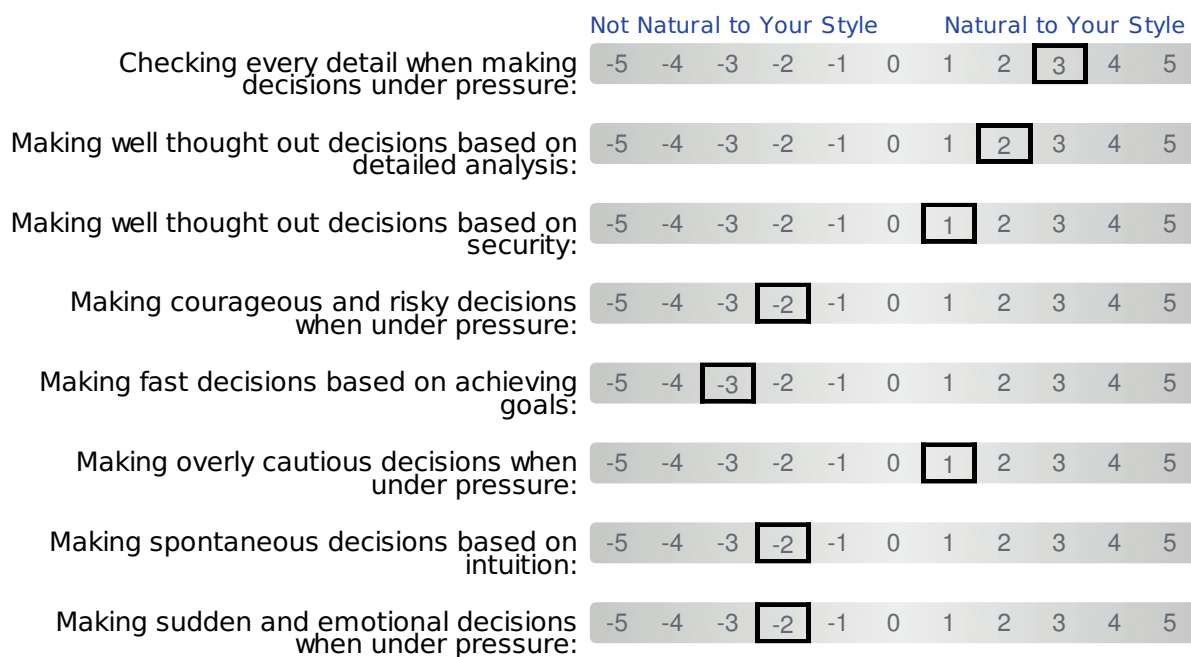 Not Natural to Your Style Natural to Your Style
Checking every detail when making
decisions under pressure:
-5 -4 -3 -2 -1 0 1 2 3 4 5
Making well thought out decisions based on
detailed analysis:
-5 -4 -3 -2 -1 0 1 2 3 4 5
Making well thought out decisions based on
security:
-5 -4 -3 -2 -1 0 1 2 3 4 5
Making courageous and risky decisions
when under pressure:
-5 -4 -3 -2 -1 0 1 2 3 4 5
Making fast decisions based on achieving
goals:
-5 -4 -3 -2 -1 0 1 2 3 4 5
Making overly cautious decisions when
under pressure:
-5 -4 -3 -2 -1 0 1 2 3 4 5
Making spontaneous decisions based on
intuition:
-5 -4 -3 -2 -1 0 1 2 3 4 5
Making sudden and emotional decisions
when under pressure:
-5 -4 -3 -2 -1 0 1 2 3 4 5